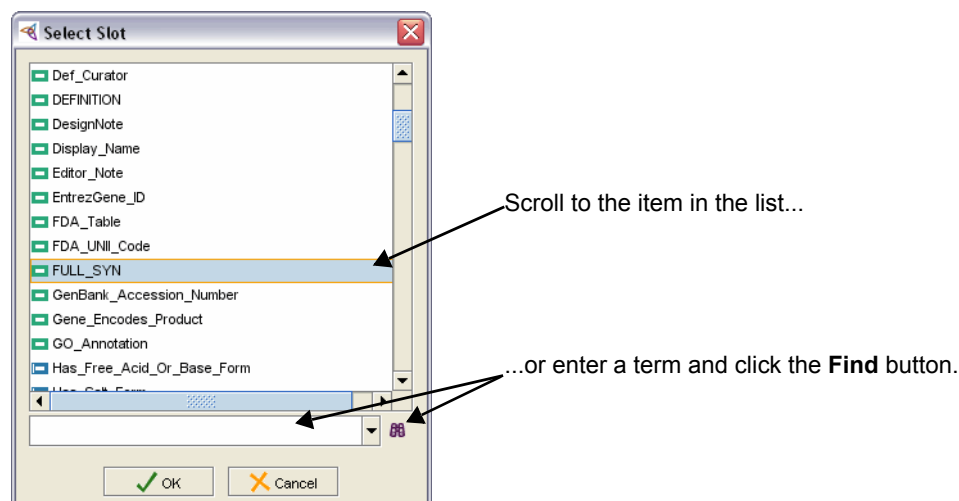 Select Slot
Def_Curator
DEFINITION
DesignNote
Display_Name
Editor_Note
EntrezGene_ID
FDA_Table
FDA_UNII_Code
FULL_SYN
GenBank_Accession_Number
Gene_Encodes_Product
GO_Annotation
Has_Free_Acid_Or_Base_Form
Has_Salt_Form
Scroll to the item in the list...
...or enter a term and click the Find button.
OK
Cancel